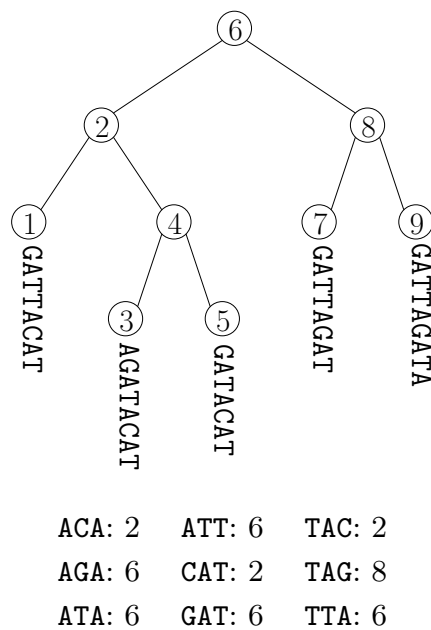 6
2 8
1 4 7 9
GATTACAT GATTAGAT GATTAGATA
3 5
AGATACAT GATACAT
ACA: 2 ATT: 6 TAC: 2
AGA: 6 CAT: 2 TAG: 8
ATA: 6 GAT: 6 TTA: 6